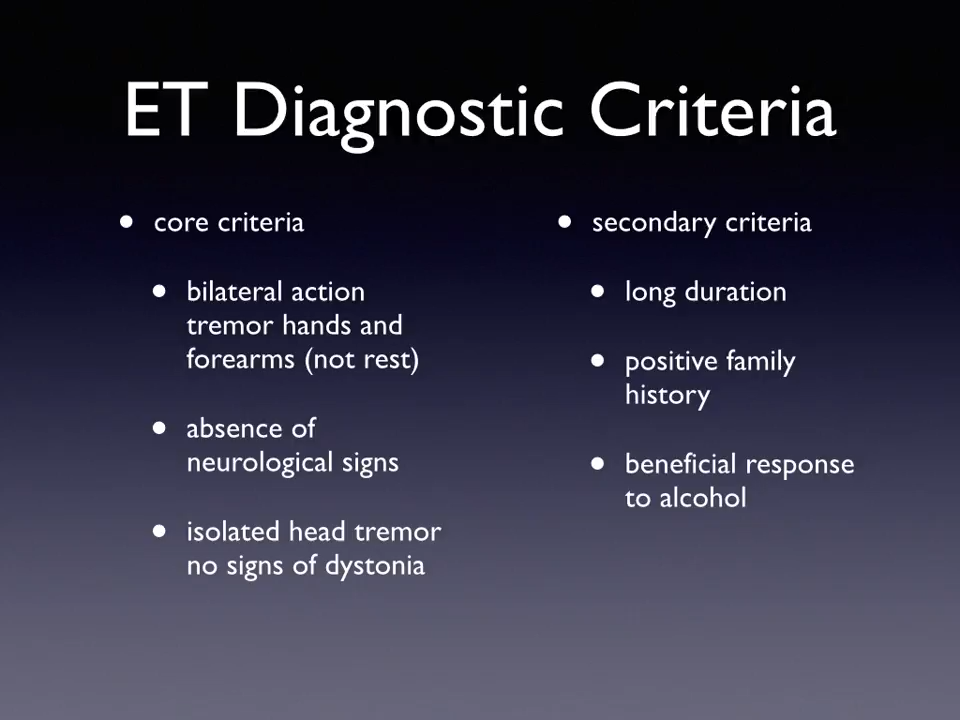 ET Diagnostic Criteria
• core criteria
• bilateral action
tremor hands and
forearms (not rest)
• absence of
neurological signs
• isolated head tremor
no signs of dystonia
• secondary criteria
• long duration
• positive family
history
• beneficial response
to alcohol